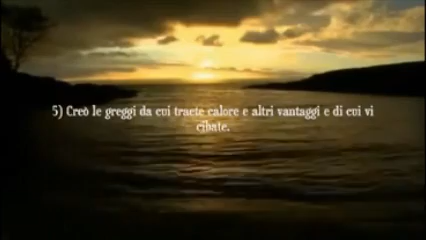 5) Creò le greggi da cui traete calore e altri vantaggi e di cui vi
cibate.